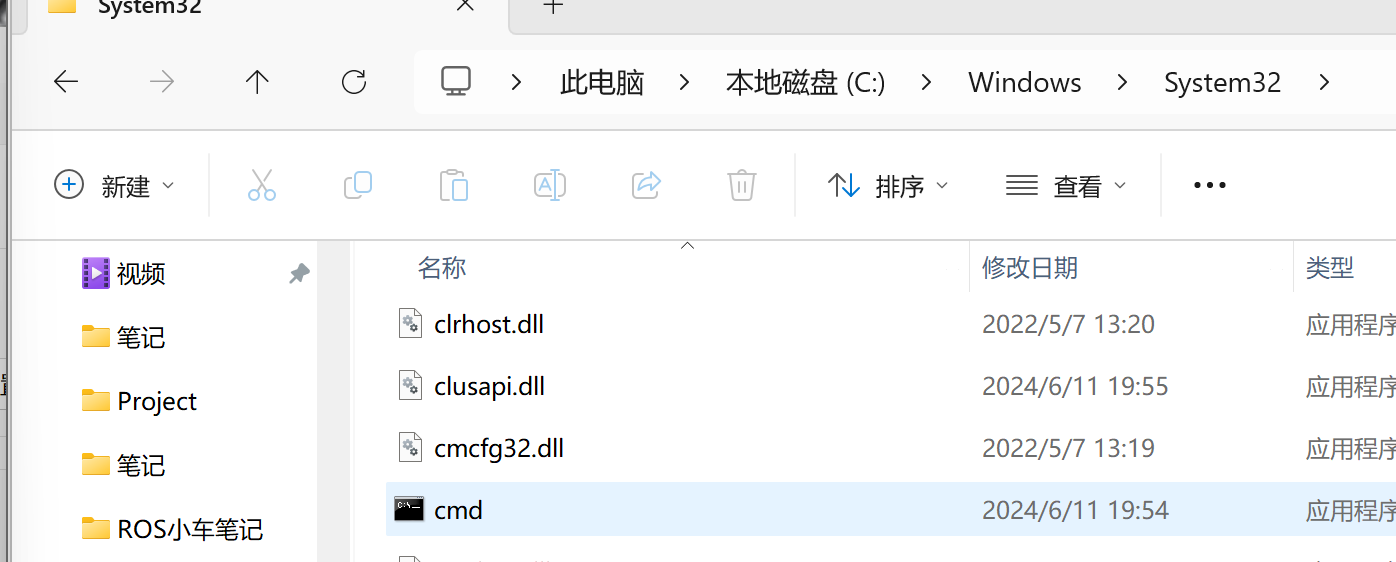 System32
此电脑 本地磁盘 (C:) Windows System32
新建 排序 查看
视频
笔记
Project
笔记
ROS小车笔记
名称 修改日期 类型
clrhost.dll 2022/5/7 13:20 应用程序
clusapi.dll 2024/6/11 19:55 应用程序
cmcfg32.dll 2022/5/7 13:19 应用程序
cmd 2024/6/11 19:54 应用程序